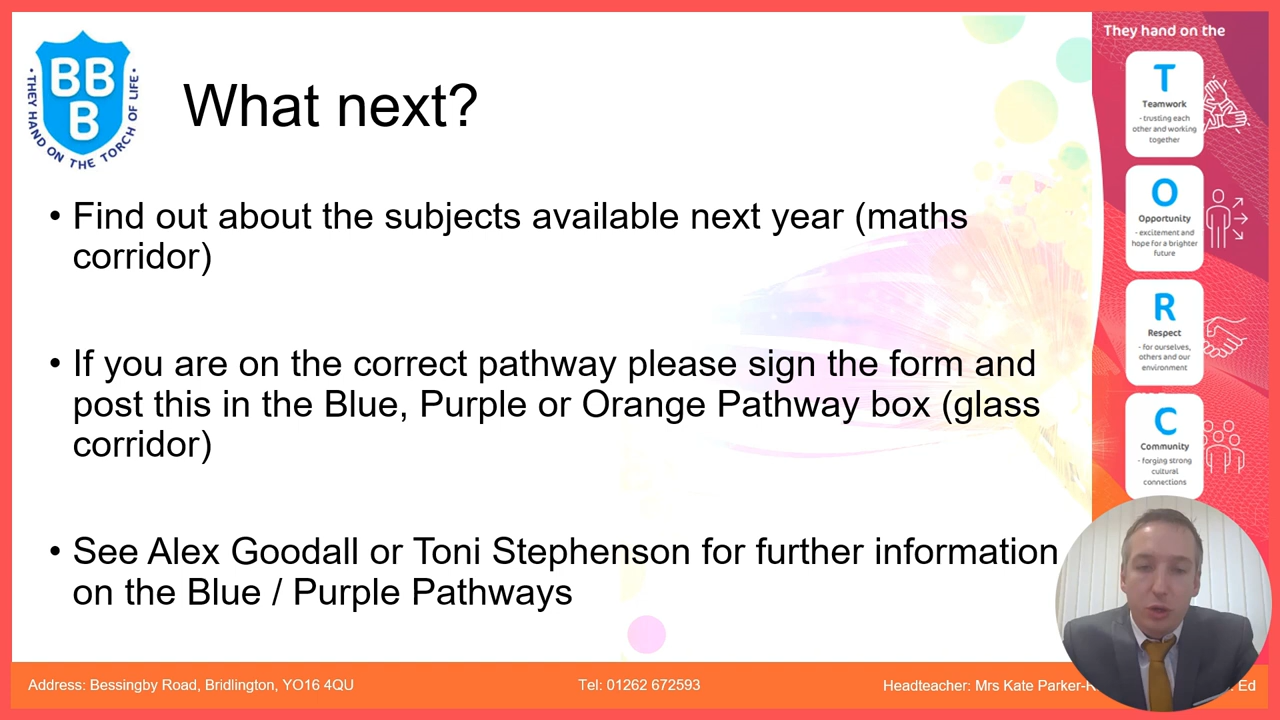 BB
B
• THEY HAND ON THE TORCH OF LIFE •
What next?
• Find out about the subjects available next year (maths
corridor)
• If you are on the correct pathway please sign the form and
post this in the Blue, Purple or Orange Pathway box (glass
corridor)
• See Alex Goodall or Toni Stephenson for further information
on the Blue / Purple Pathways
They hand on the
T
Teamwork
- trusting each
other and working
together
O
Opportunity
- excitement and
hope for a brighter
future
R
Respect
- for ourselves,
others and our
environment
C
Community
- forging strong
cultural
connections
Address: Bessingby Road, Bridlington, YO16 4QU
Tel: 01262 672593
Headteacher: Mrs Kate Ed